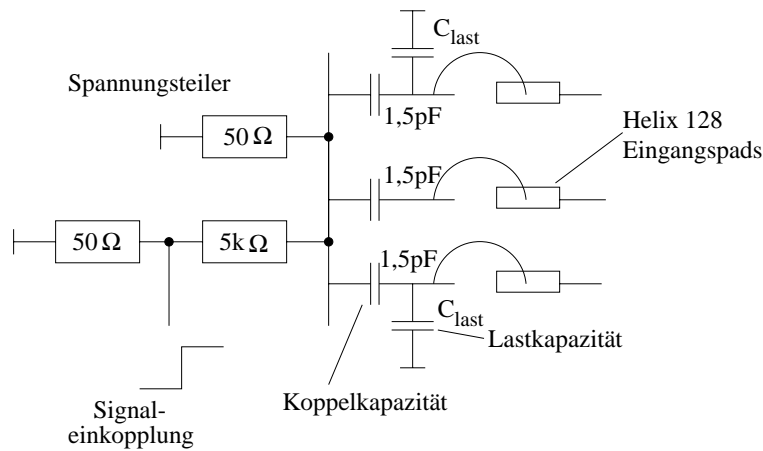 C_last
Spannungsteiler
1,5pF
50 Ω
Helix 128
Eingangspads
1,5pF
50 Ω
5k Ω
1,5pF
C_last
Lastkapazität
Koppelkapazität
Signal-
einkopplung